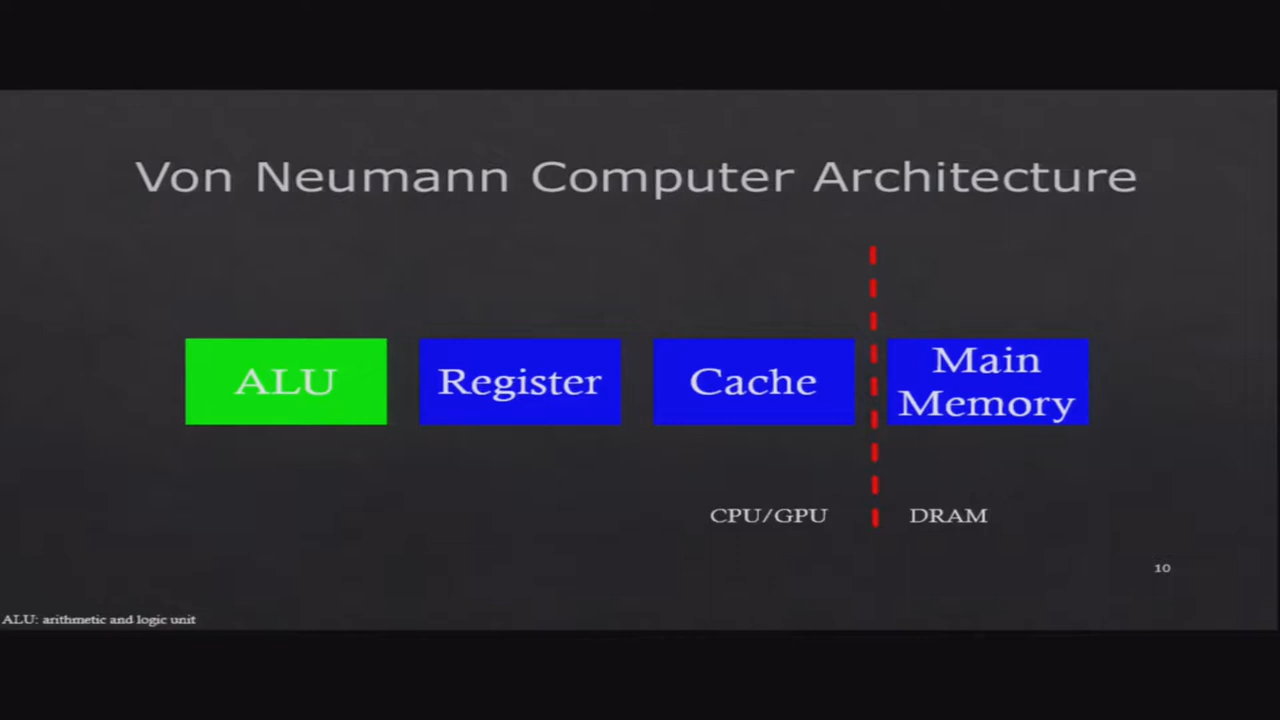 Von Neumann Computer Architecture
ALU
Register
Cache
Main
Memory
CPU/GPU
DRAM
10
ALU: arithmetic and logic unit